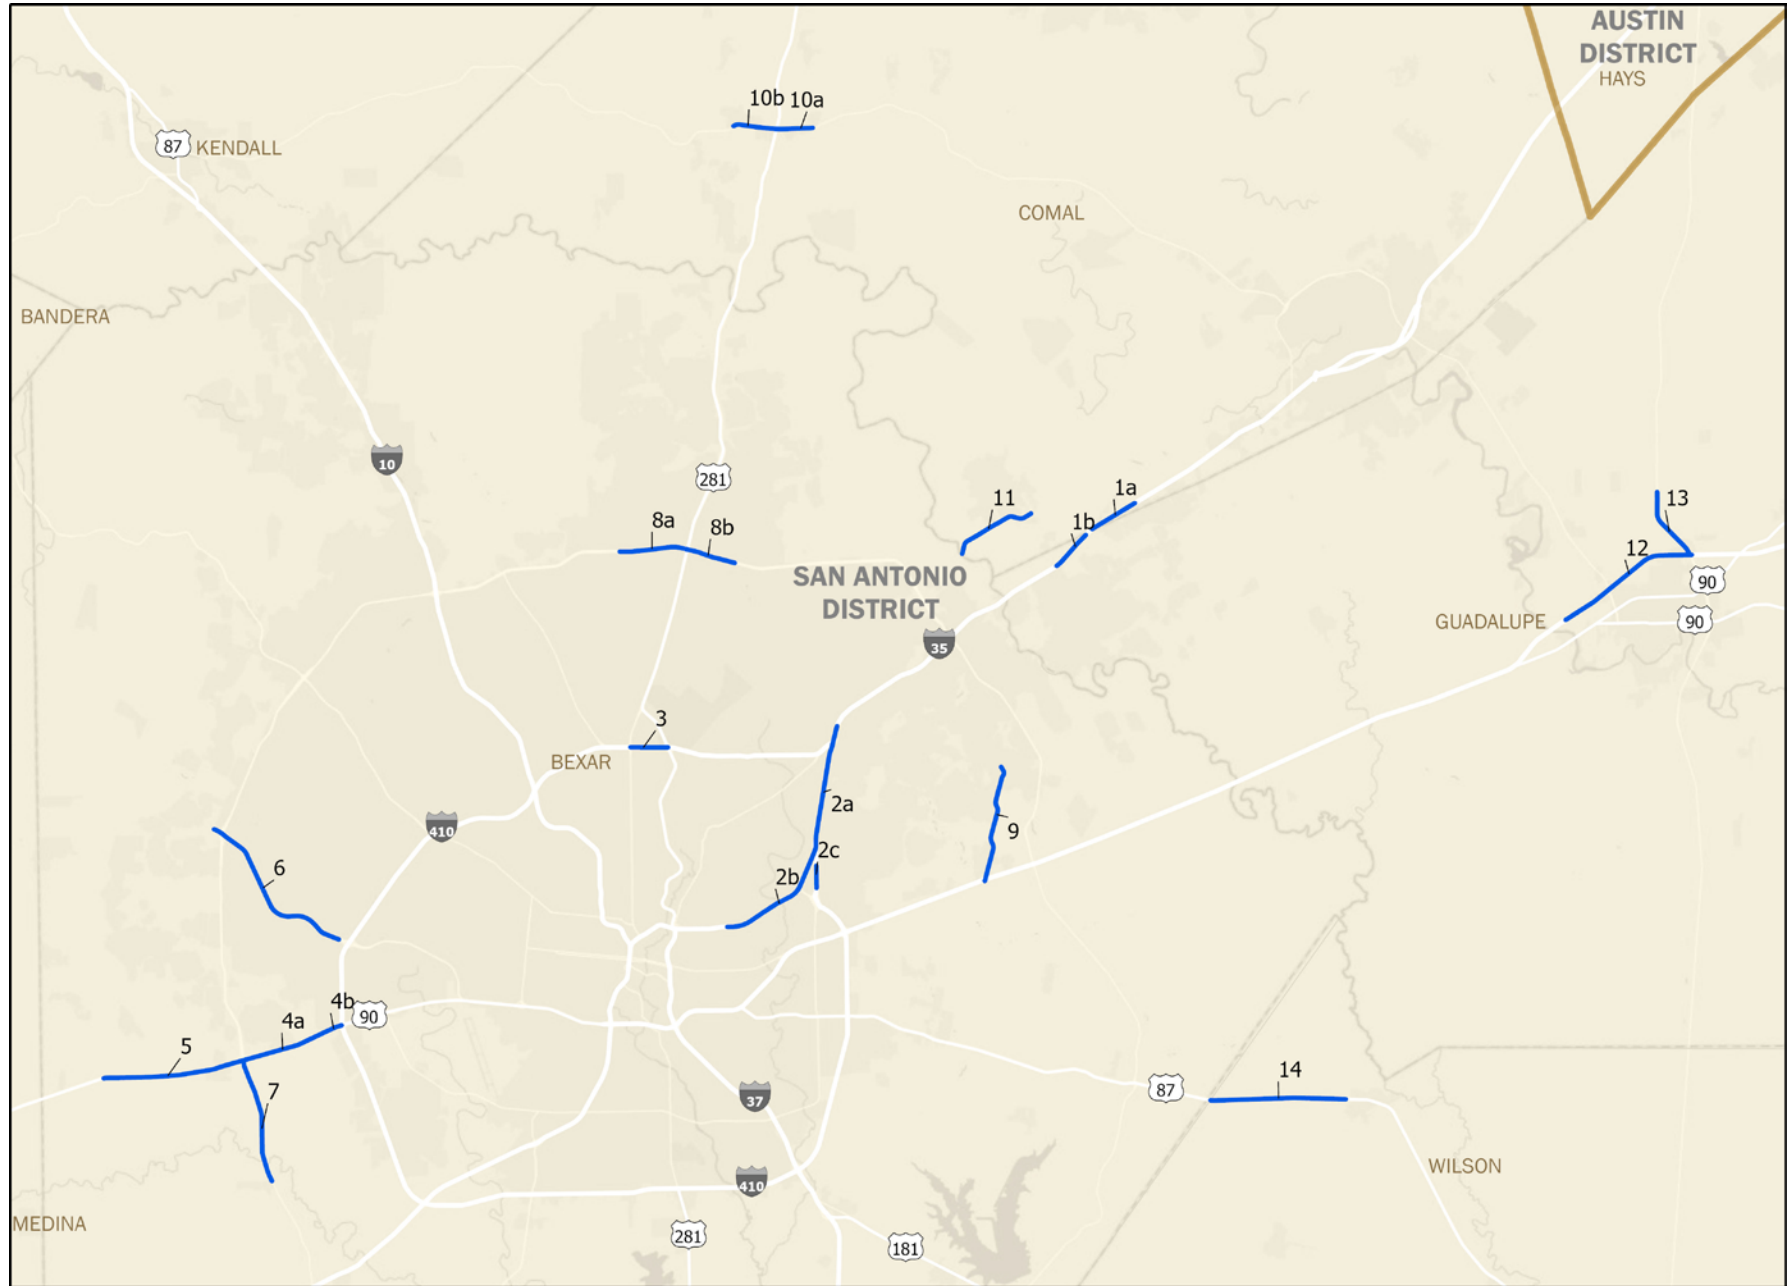 AUSTIN
DISTRICT
HAYS
10b 10a
87 KENDALL
COMAL
BANDERA
10
281
11
1a
1b
13
8a
8b
12
SAN ANTONIO
DISTRICT
90
GUADALUPE
90
35
3
BEXAR
2a
410
9
2c
6
2b
4b
90
4a
5
14
7
87
37
WILSON
410
MEDINA
281
181